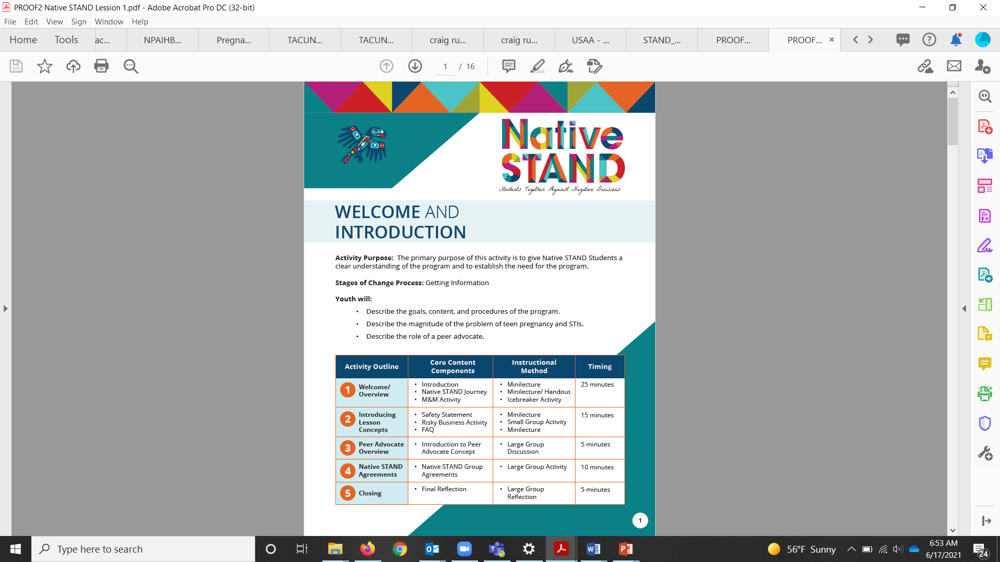 PROOF2 Native STAND Lession 1.pdf - Adobe Acrobat Pro DC (32-bit)
File Edit View Sign Window Help
Home Tools ac... NPAIHB... Pregna... TACUN... TACUN... craig ru... craig ru... USAA - ... STAND_... PROOF... PROOF...
1 / 16
Native
STAND
Students Together Against Negative Decisions
WELCOME AND
INTRODUCTION
Activity Purpose: The primary purpose of this activity is to give Native STAND Students a
clear understanding of the program and to establish the need for the program.
Stages of Change Process: Getting Information
Youth will:
• Describe the goals, content, and procedures of the program.
• Describe the magnitude of the problem of teen pregnancy and STIs.
• Describe the role of a peer advocate.
Activity Outline
Core Content
Components
Instructional
Method
Timing
1
Welcome/
Overview
• Introduction
• Native STAND Journey
• M&M Activity
• Minilecture
• Minilecture/ Handout
• Icebreaker Activity
25 minutes
2
Introducing
Lesson
Concepts
• Safety Statement
• Risky Business Activity
• FAQ
• Minilecture
• Small Group Activity
• Minilecture
15 minutes
3
Peer Advocate
Overview
• Introduction to Peer
Advocate Concept
• Large Group
Discussion
5 minutes
4
Native STAND
Agreements
• Native STAND Group
Agreements
• Large Group Activity
10 minutes
5
Closing
• Final Reflection
• Large Group
Reflection
5 minutes
1
Type here to search
56°F Sunny
6:53 AM
6/17/2021
24